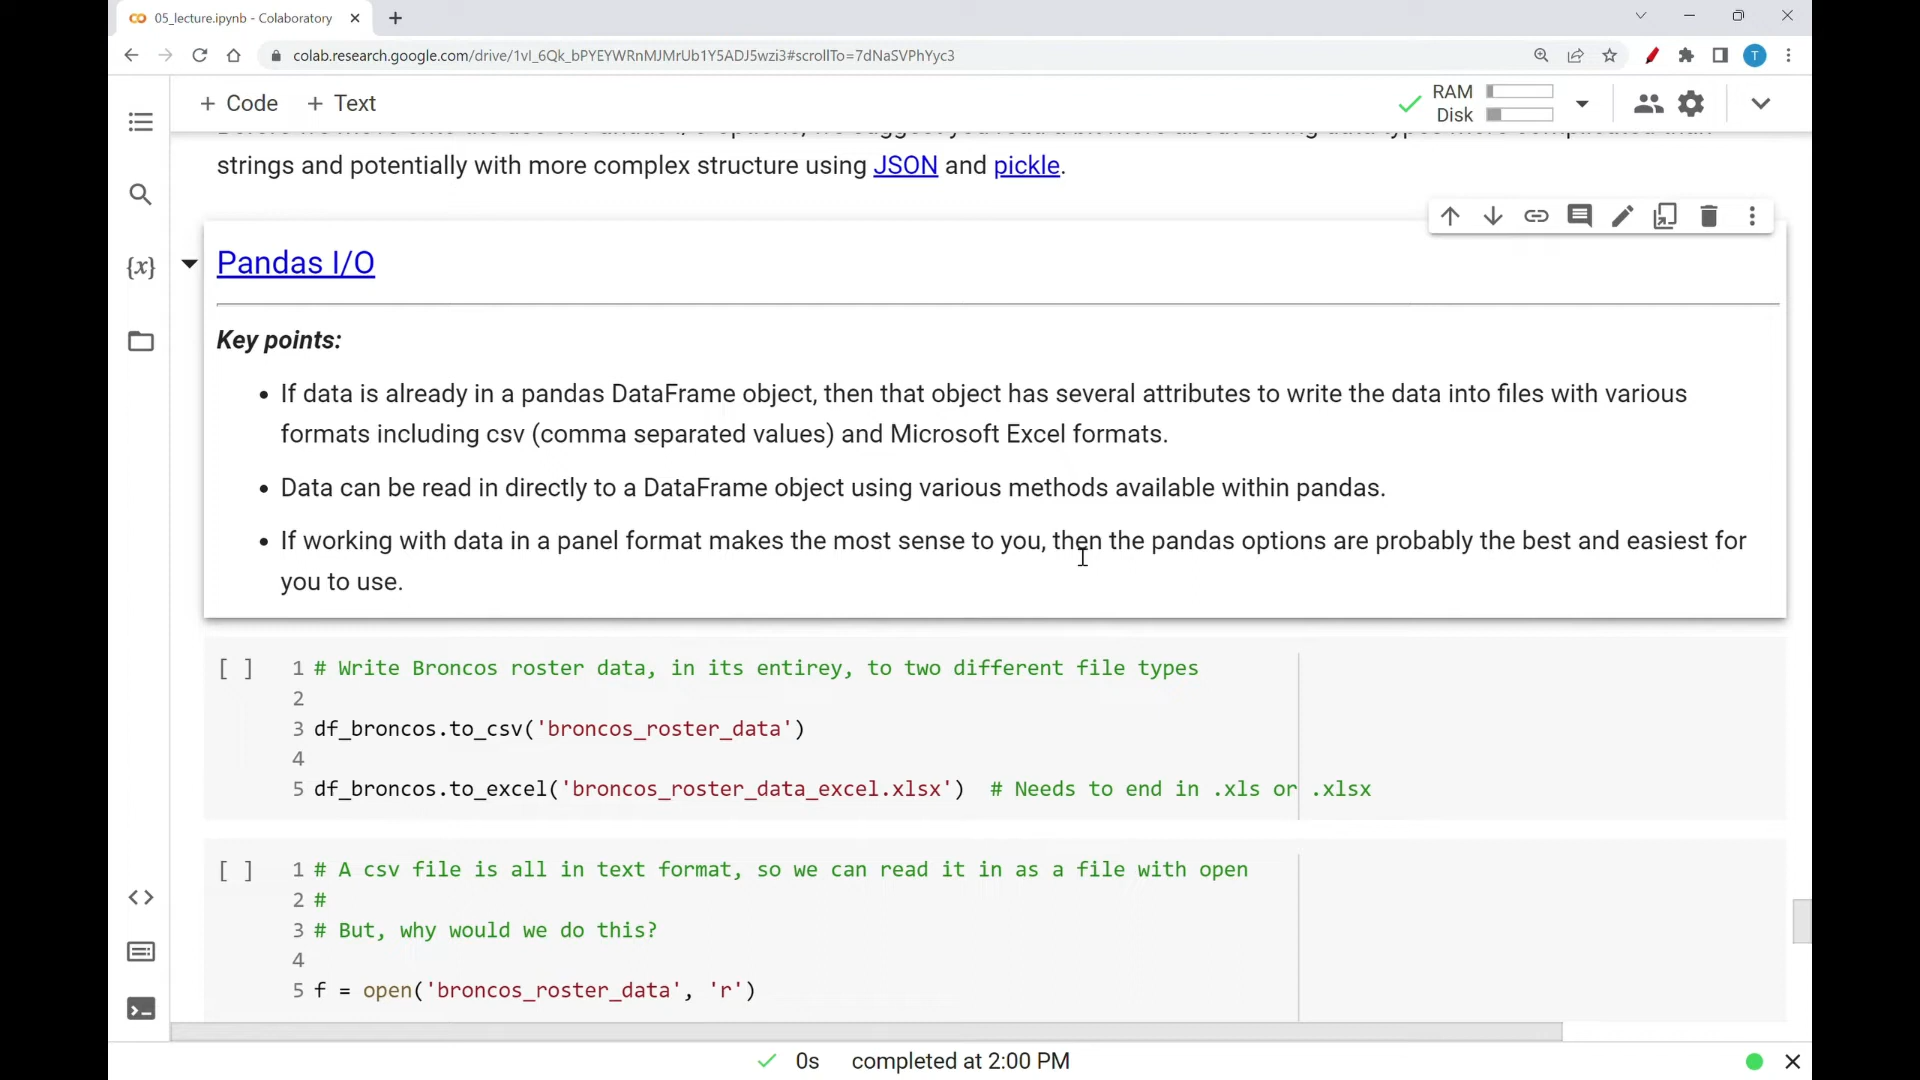 05_lecture.ipynb - Colaboratory
colab.research.google.com/drive/1vI_6Qk_bPYEYWRnMJMrUb1Y5ADJ5wzi3#scrollTo=7dNaSVPhYyc3
T
+ Code + Text
RAM
Disk
strings and potentially with more complex structure using JSON and pickle.
{x}
Pandas I/O
Key points:
• If data is already in a pandas DataFrame object, then that object has several attributes to write the data into files with various
formats including csv (comma separated values) and Microsoft Excel formats.
• Data can be read in directly to a DataFrame object using various methods available within pandas.
• If working with data in a panel format makes the most sense to you, then the pandas options are probably the best and easiest for
you to use.
[ ] 1 # Write Broncos roster data, in its entirey, to two different file types
2
3 df_broncos.to_csv('broncos_roster_data')
4
5 df_broncos.to_excel('broncos_roster_data_excel.xlsx')  # Needs to end in .xls or .xlsx
[ ] 1 # A csv file is all in text format, so we can read it in as a file with open
2 #
3 # But, why would we do this?
4
5 f = open('broncos_roster_data', 'r')
0s completed at 2:00 PM